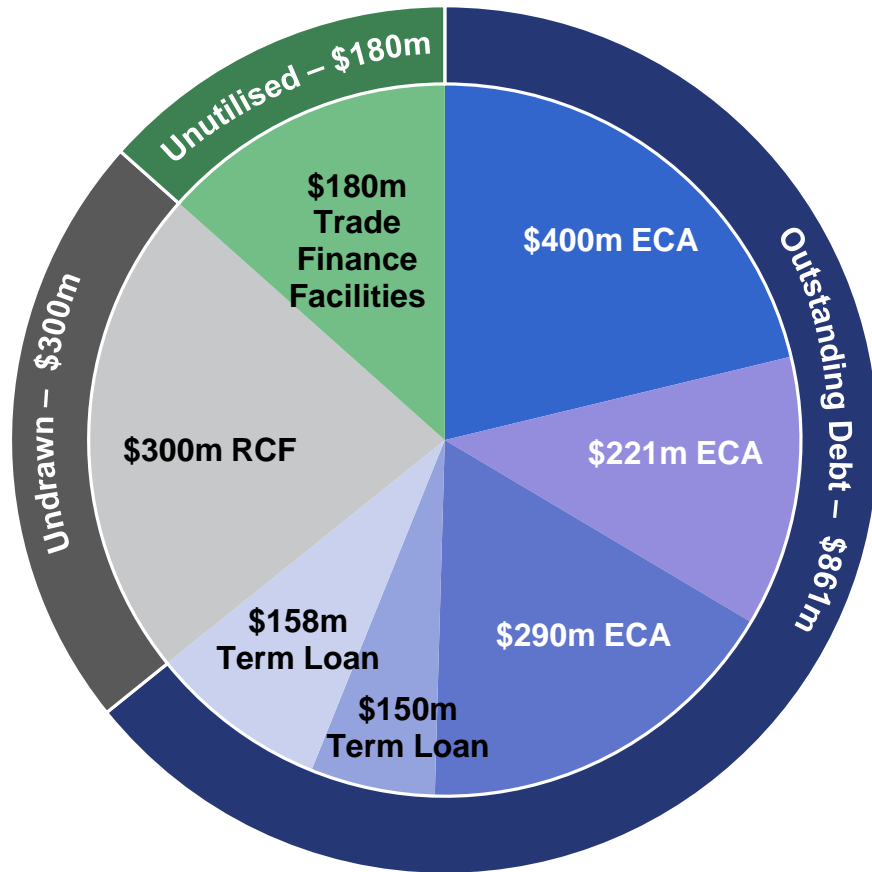 Unutilised – $180m
Outstanding Debt – $861m
Undrawn – $300m
$180m
Trade
Finance
Facilities
$400m ECA
$221m ECA
$300m RCF
$290m ECA
$158m
Term Loan
$150m
Term Loan